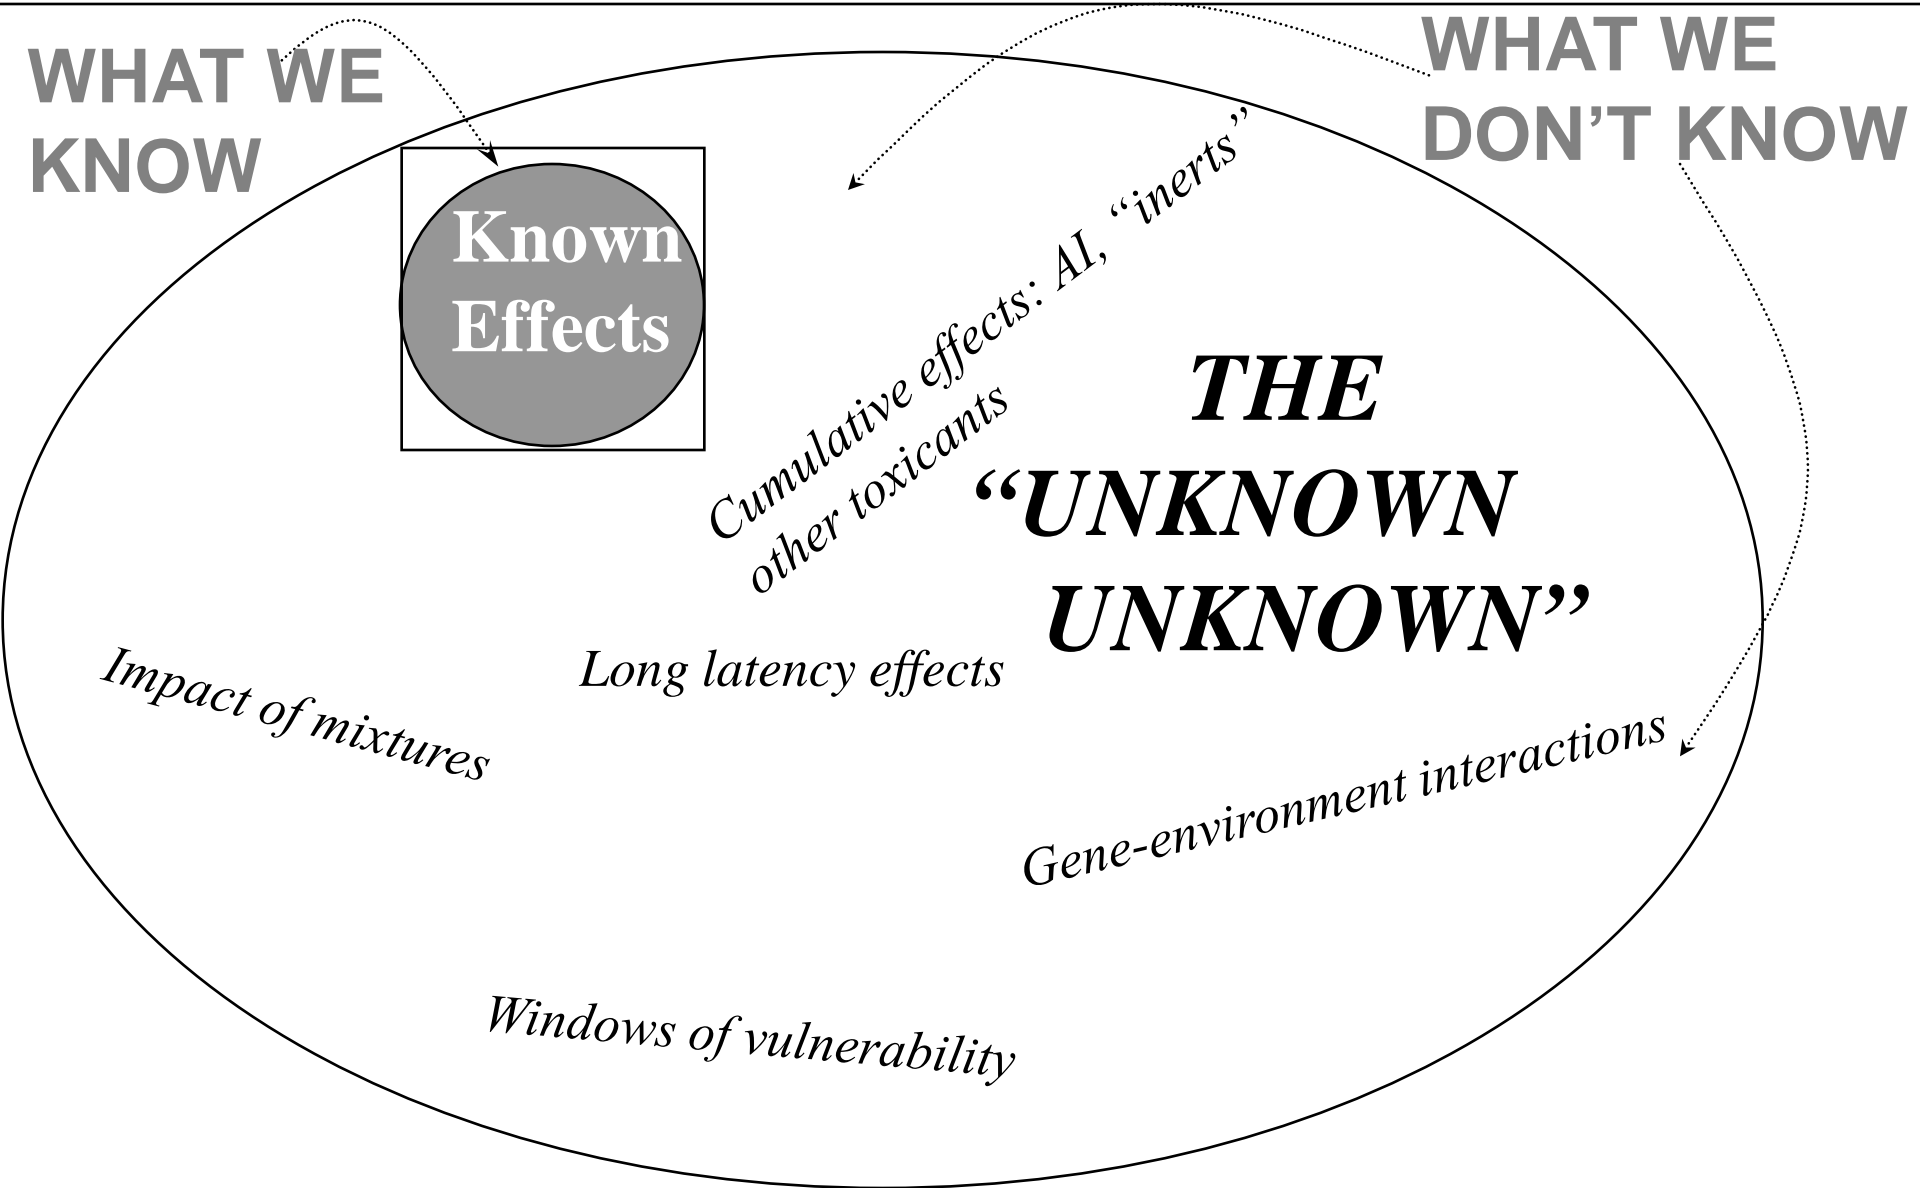 WHAT WE
KNOW
WHAT WE
DON’T KNOW
Known
Effects
Cumulative effects: AI, “inerts”
other toxicants
THE
“UNKNOWN
UNKNOWN”
Long latency effects
Impact of mixtures
Gene-environment interactions
Windows of vulnerability